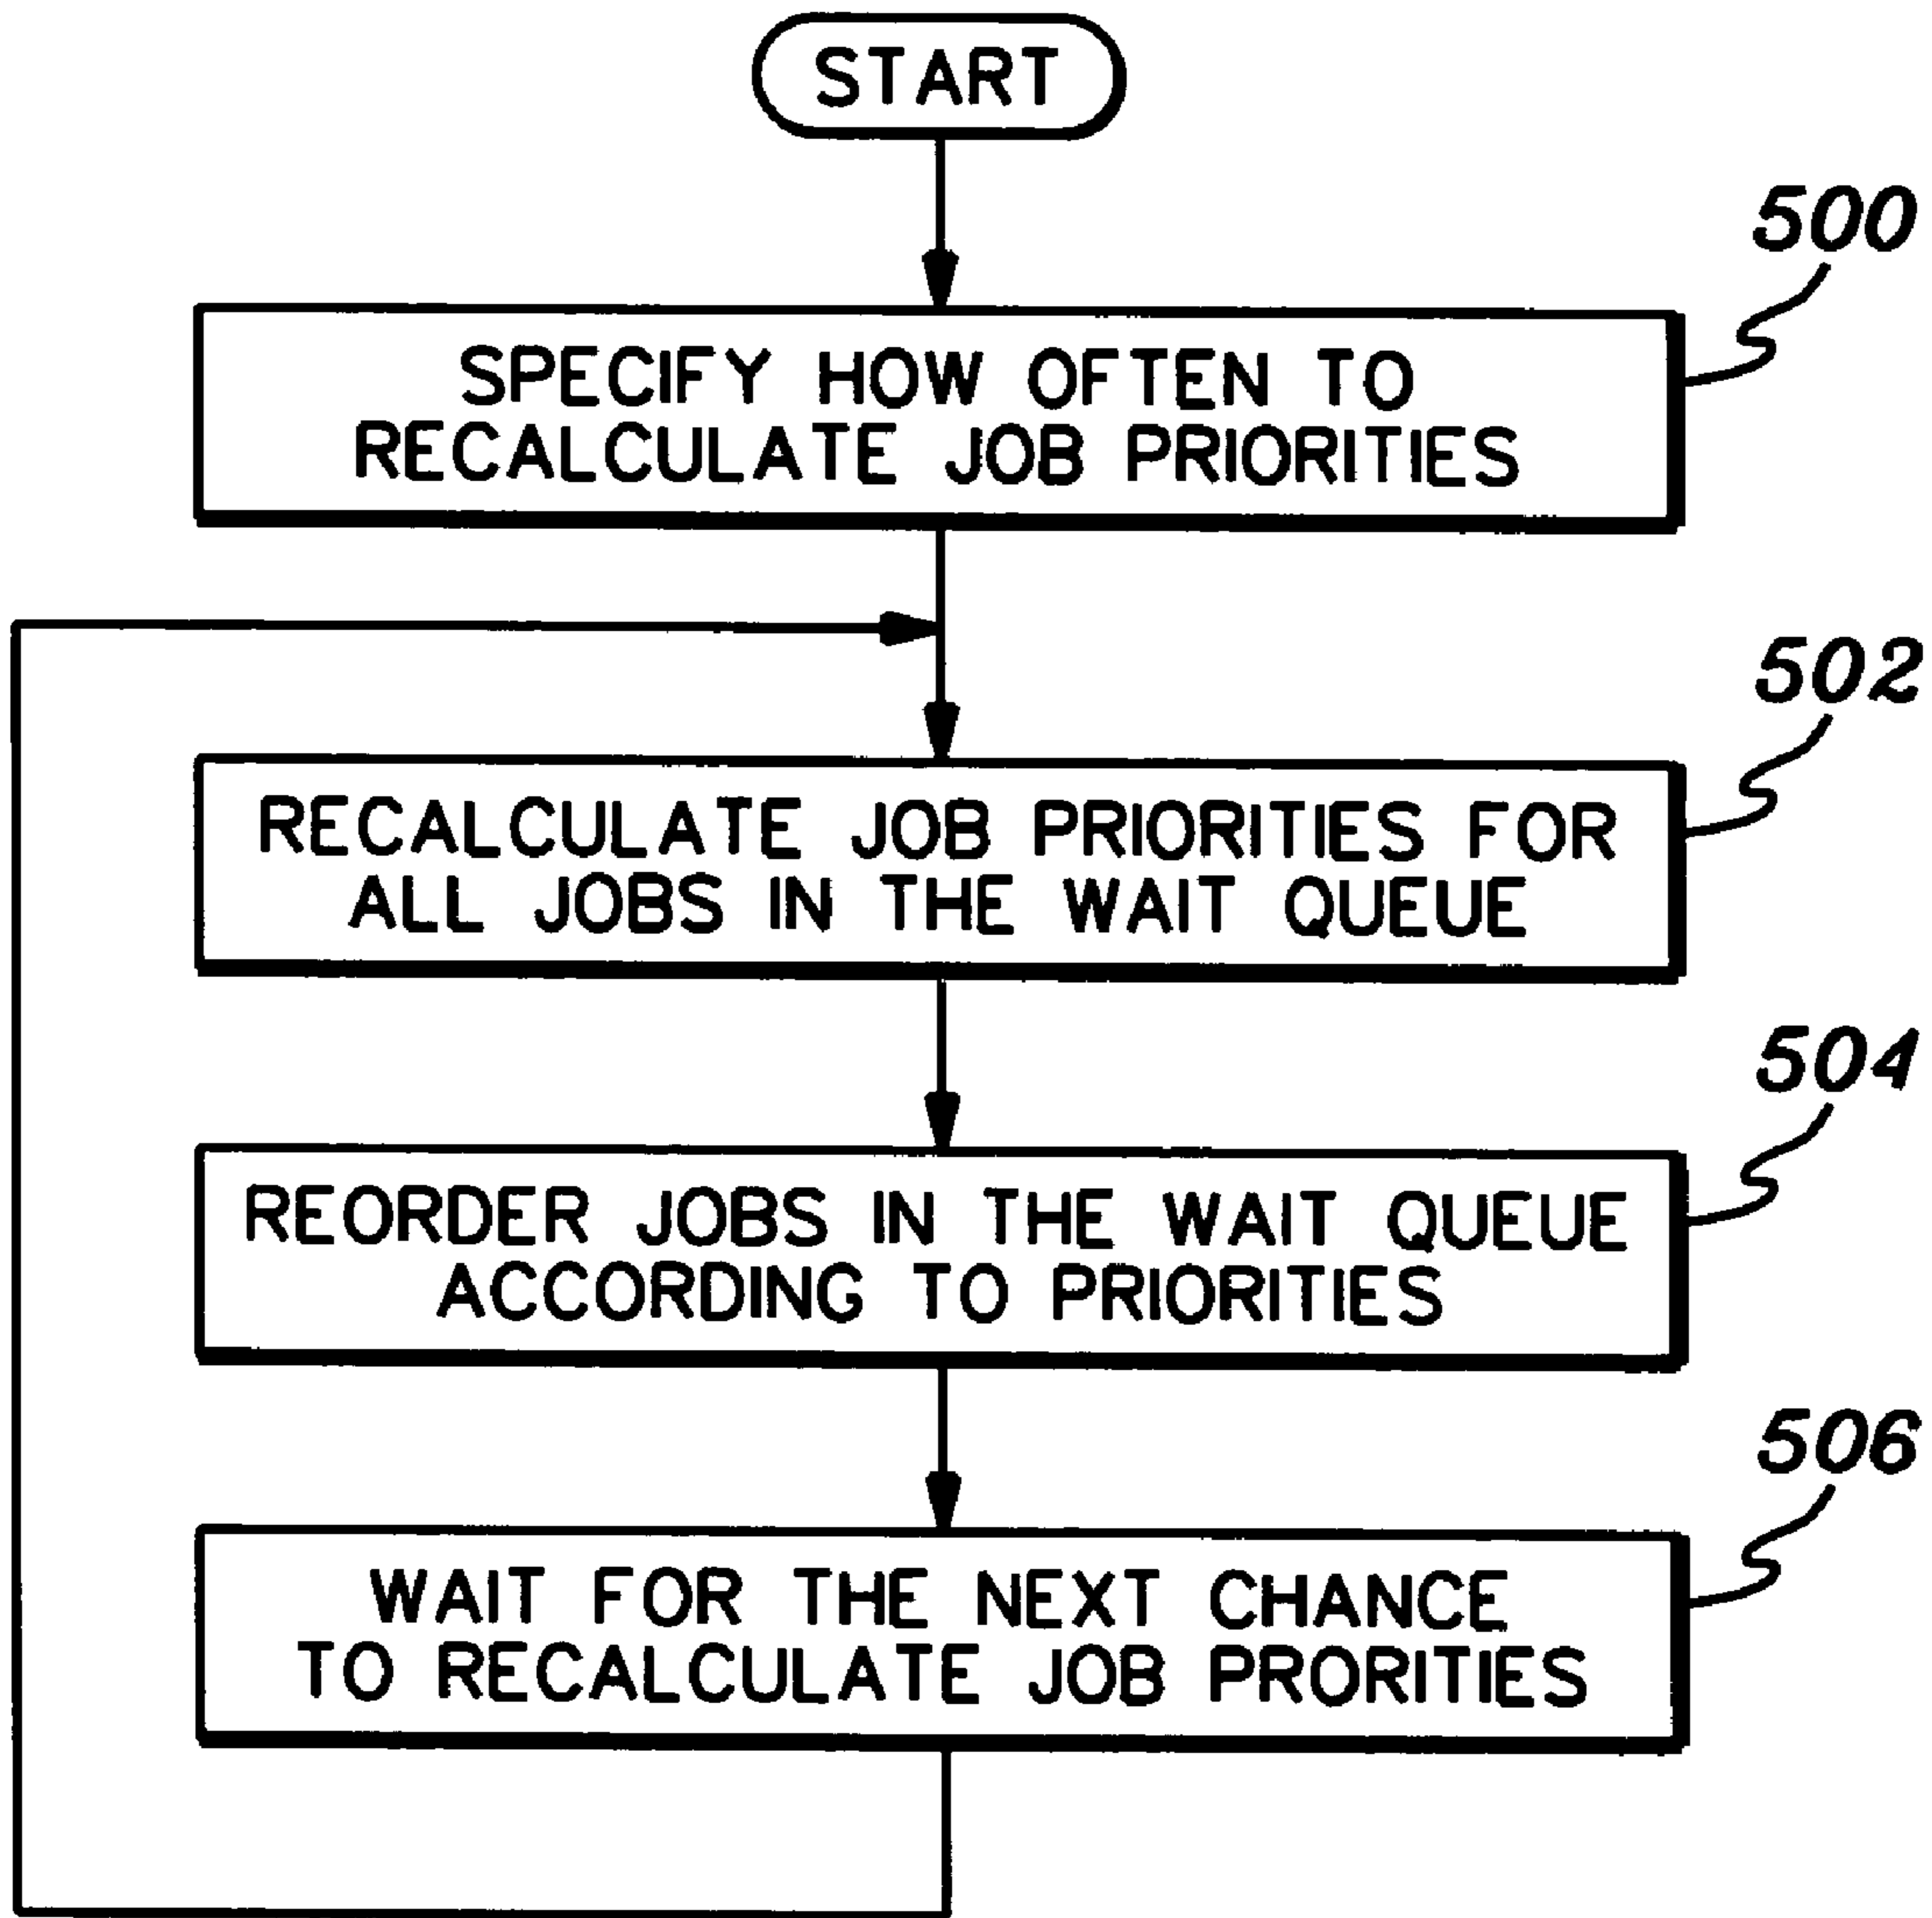 START
500
SPECIFY HOW OFTEN TO
RECALCULATE JOB PRIORITIES
502
RECALCULATE JOB PRIORITIES FOR
ALL JOBS IN THE WAIT QUEUE
504
REORDER JOBS IN THE WAIT QUEUE
ACCORDING TO PRIORITIES
506
WAIT FOR THE NEXT CHANCE
TO RECALCULATE JOB PRORITIES